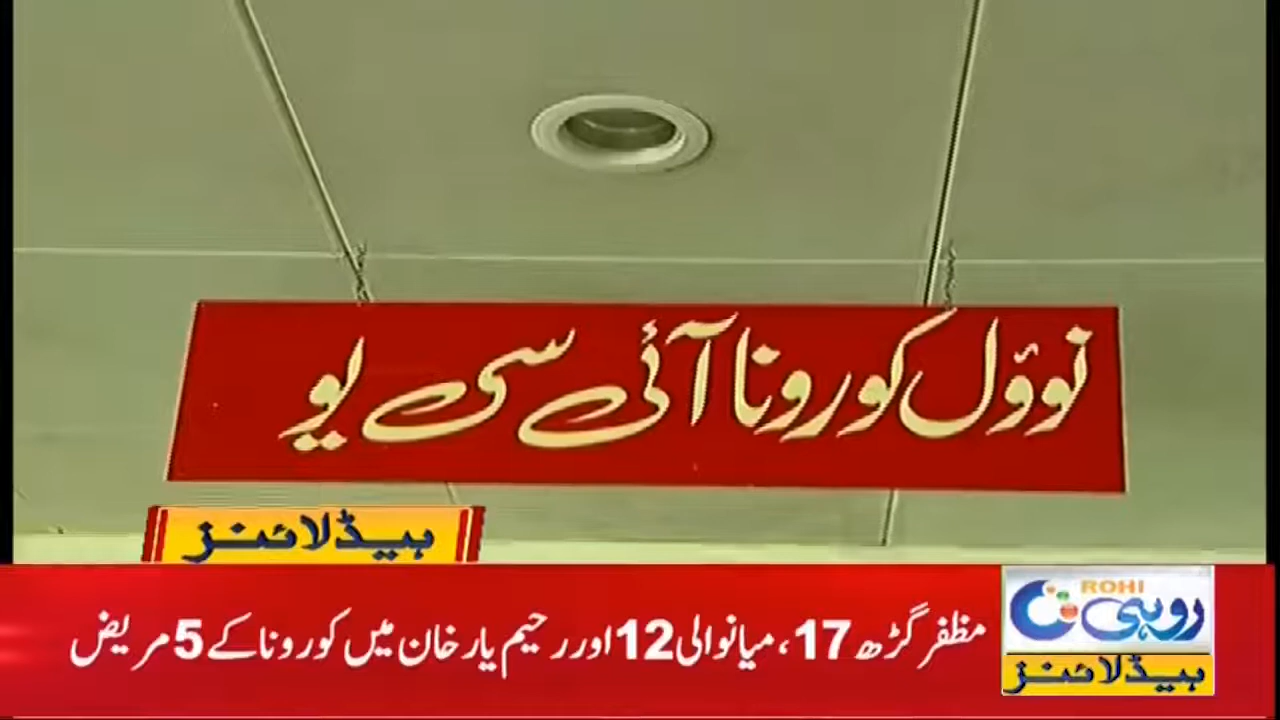 نوؤل کورونا آئی سی یو
ہیڈلائنز
مظفر گڑھ 17، میانوالی 12 اور رحیم یار خان میں کورونا کے 5 مریض
ROHI
روہی
ہیڈلائنز